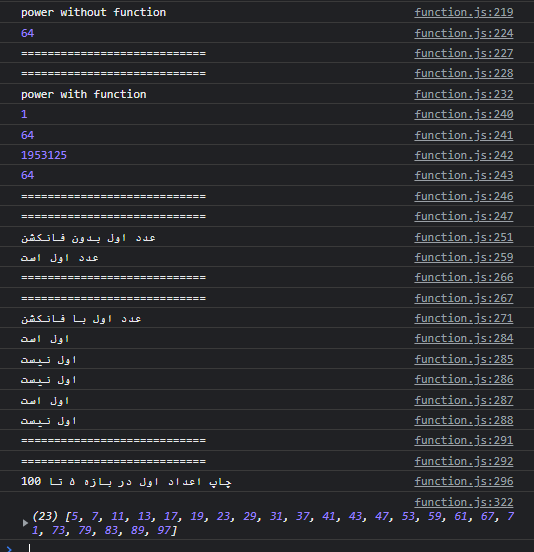 power without function function.js:219
64 function.js:224
============================ function.js:227
============================ function.js:228
power with function function.js:232
1 function.js:240
64 function.js:241
1953125 function.js:242
64 function.js:243
============================ function.js:246
============================ function.js:247
عدد اول بدون فانکشن function.js:251
عدد اول است function.js:259
============================ function.js:266
============================ function.js:267
عدد اول با فانکشن function.js:271
اول است function.js:284
اول نیست function.js:285
اول نیست function.js:286
اول است function.js:287
اول نیست function.js:288
============================ function.js:291
============================ function.js:292
چاپ اعداد اول در بازه ۵ تا 100 function.js:296
function.js:322
(23) [5, 7, 11, 13, 17, 19, 23, 29, 31, 37, 41, 43, 47, 53, 59, 61, 67, 7
1, 73, 79, 83, 89, 97]